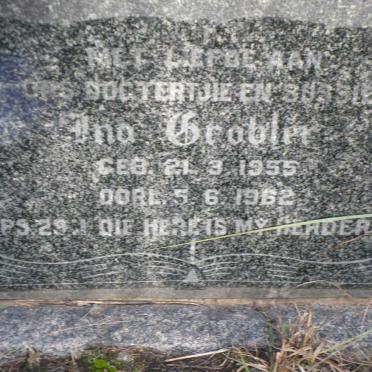 MET LIEFDE AAN
ONS DOGTERTJIE EN SUSSIE
Ina Grobler
GEB. 21. 3. 1955
OORL. 5. 6. 1962
PS. 23.1 DIE HERE IS MY HERDER